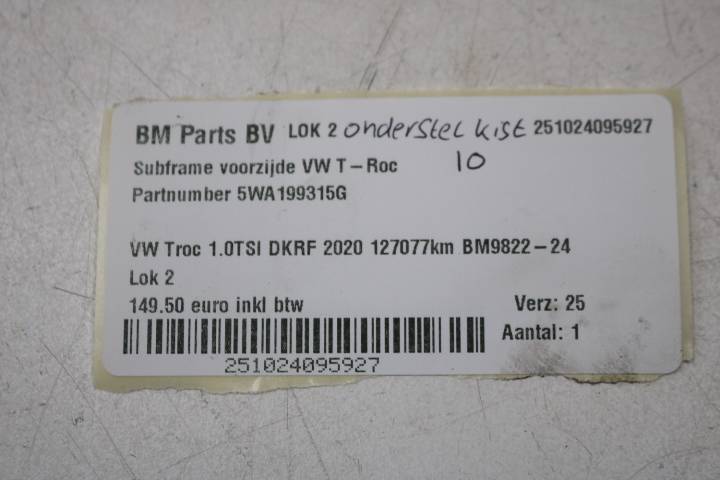 BM Parts BV LOK 2 onderstel kist 251024095927
Subframe voorzijde VW T-Roc 10
Partnumber 5WA199315G
VW Troc 1.0TSI DKRF 2020 127077km BM9822-24
Lok 2
149.50 euro inkl btw Verz: 25
Aantal: 1
251024095927